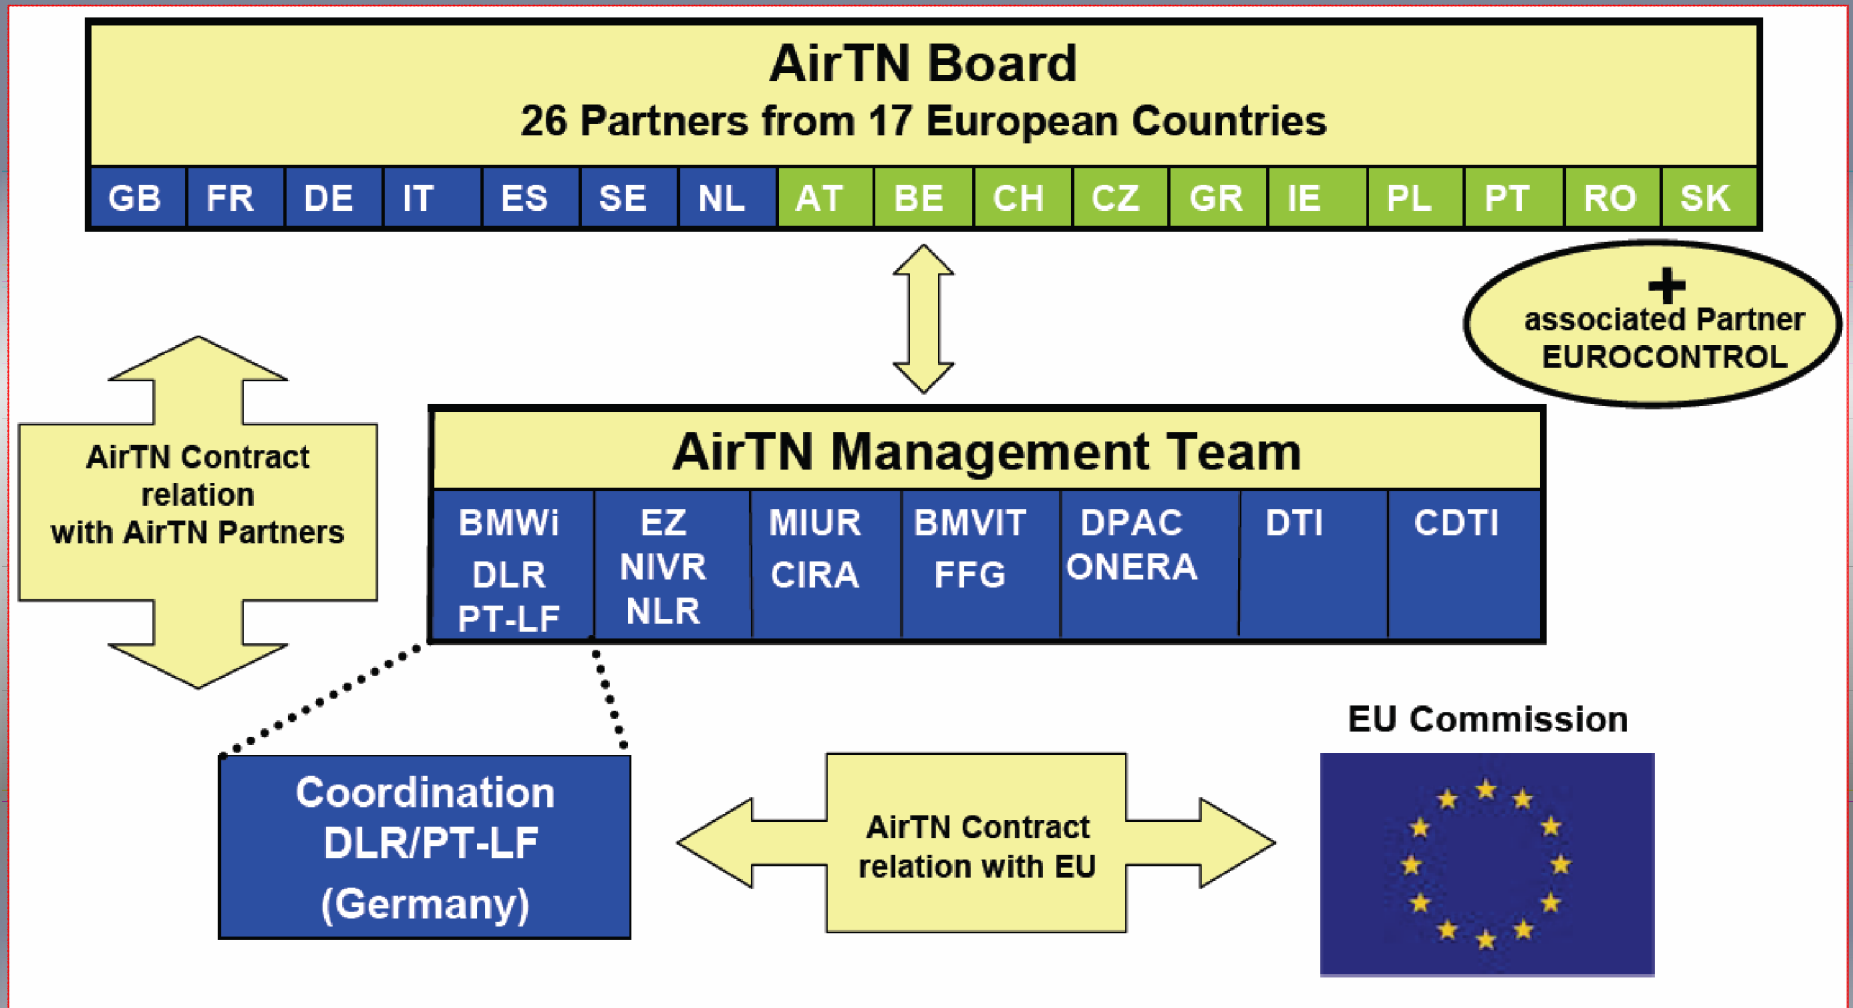 AirTN Board
26 Partners from 17 European Countries
GB FR DE IT ES SE NL AT BE CH CZ GR IE PL PT RO SK
+
associated Partner
EUROCONTROL
AirTN Contract
relation
with AirTN Partners
AirTN Management Team
BMWi
DLR
PT-LF
EZ
NIVR
NLR
MIUR
CIRA
BMVIT
FFG
DPAC
ONERA
DTI
CDTI
Coordination
DLR/PT-LF
(Germany)
AirTN Contract
relation with EU
EU Commission